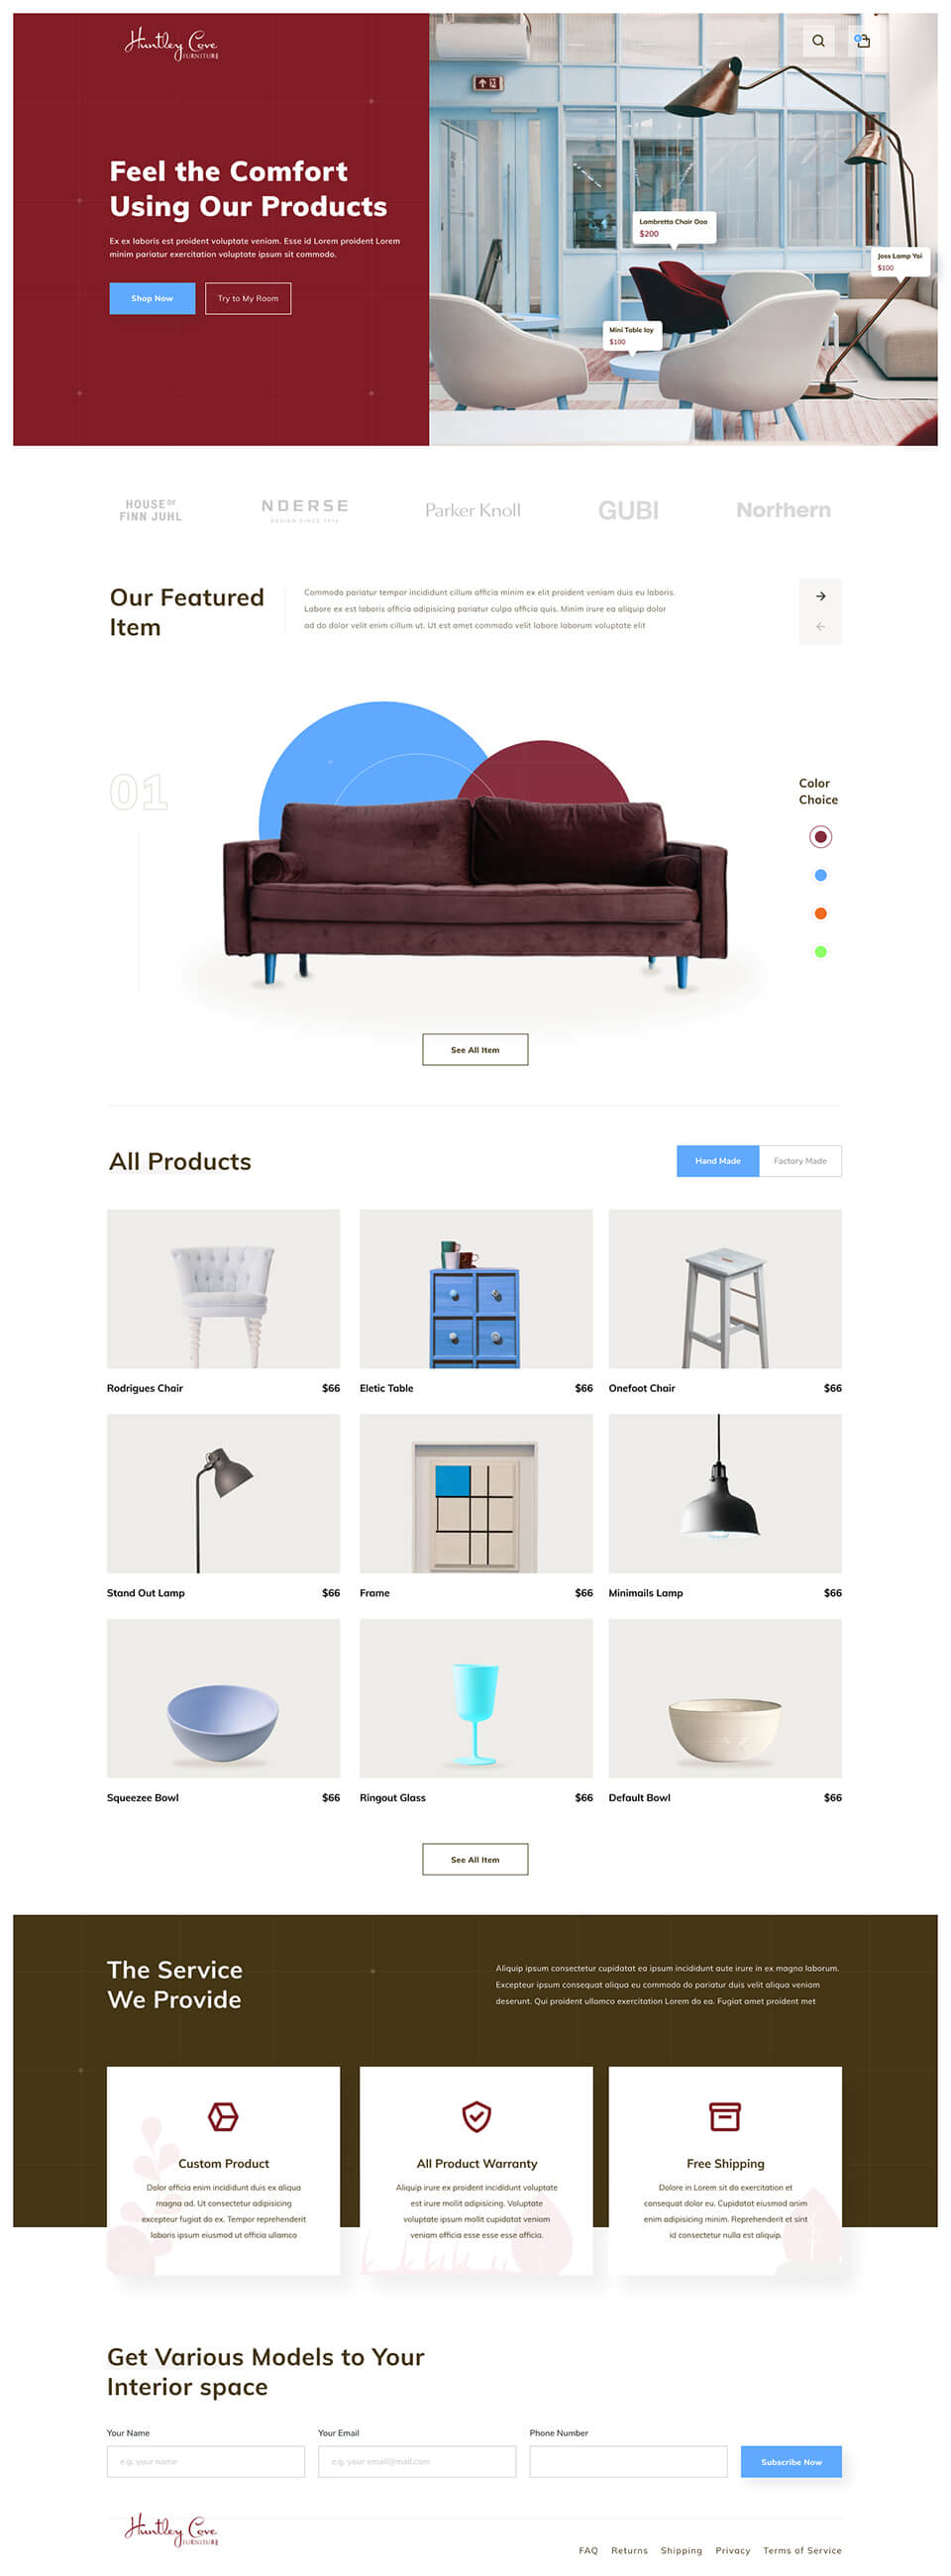 Huntley Cove
FURNITURE
0
Feel the Comfort
Using Our Products
Ex ex laboris est proident voluptate veniam. Esse id Lorem proident Lorem
minim pariatur exercitation voluptate ipsum sit commodo.
Shop Now
Try to My Room
Lambretta Chair Doo
$200
Joss Lamp Yoi
$100
Mini Table Ioy
$100
HOUSE OF
FINN JUHL
NOERSE
DESIGN SINCE 1916
Parker Knoll
GUBI
Northern
Our Featured
Item
Commodo pariatur tempor incididunt cillum officia minim ex elit proident veniam duis eu laboris.
Labore ex est laboris officia adipisicing pariatur culpa officia quis. Minim irure ea aliquip dolor
ad do dolor velit enim cillum ut. Ut est amet commodo velit labore laborum voluptate elit
01
Color
Choice
See All Item
All Products
Hand Made
Factory Made
Rodrigues Chair $66
Eletic Table $66
Onefoot Chair $66
Stand Out Lamp $66
Frame $66
Minimails Lamp $66
Squeezee Bowl $66
Ringout Glass $66
Default Bowl $66
See All Item
The Service
We Provide
Aliquip ipsum consectetur cupidatat ea ipsum incididunt aute irure in ex magna laborum.
Excepteur ipsum consequat aliqua eu commodo do pariatur duis velit aliqua veniam
deserunt. Qui proident ullamco exercitation Lorem do ea. Fugiat amet proident met
Custom Product
Dolor officia enim incididunt duis ex aliqua
magna ad. Ut consectetur adipisicing
excepteur fugiat do ex. Tempor reprehenderit
laboris ipsum eiusmod ut officia ullamco
All Product Warranty
Aliquip irure ex proident incididunt voluptate
est irure mollit adipisicing. Voluptate
voluptate ipsum mollit cupidatat veniam
veniam officia esse esse esse officia.
Free Shipping
Dolore in Lorem sit do exercitation et
consequat dolor eu. Cupidatat eiusmod anim
enim adipisicing minim. Reprehenderit et sint
id consectetur nulla est aliquip.
Get Various Models to Your
Interior space
Your Name
Your Email
Phone Number
e.g. your name
e.g. your email@mail.com
Subscribe Now
Huntley Cove
FURNITURE
FAQ Returns Shipping Privacy Terms of Service